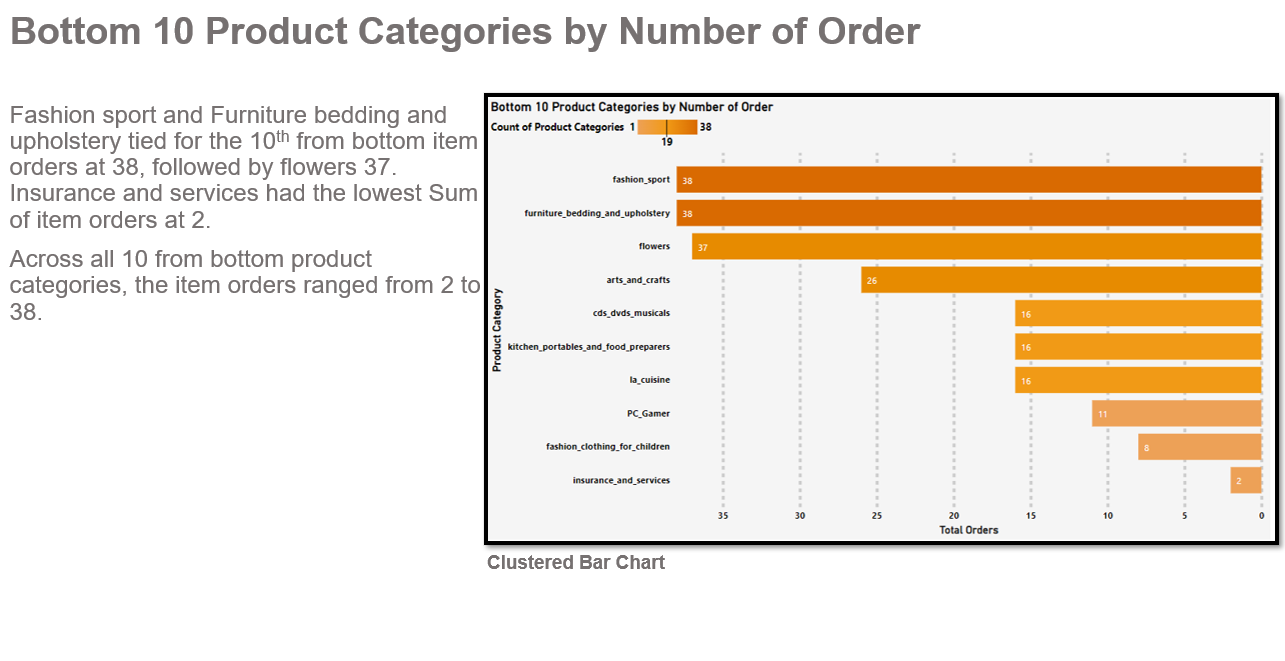 Bottom 10 Product Categories by Number of Order
Fashion sport and Furniture bedding and
upholstery tied for the 10th from bottom item
orders at 38, followed by flowers 37.
Insurance and services had the lowest Sum
of item orders at 2.
Across all 10 from bottom product
categories, the item orders ranged from 2 to
38.
Bottom 10 Product Categories by Number of Order
Count of Product Categories 1 38
19
Product Category
fashion_sport 38
furniture_bedding_and_upholstery 38
flowers 37
arts_and_crafts 26
cds_dvds_musicals 16
kitchen_portables_and_food_preparers 16
la_cuisine 16
PC_Gamer 11
fashion_clothing_for_children 8
insurance_and_services 2
35 30 25 20 15 10 5 0
Total Orders
Clustered Bar Chart